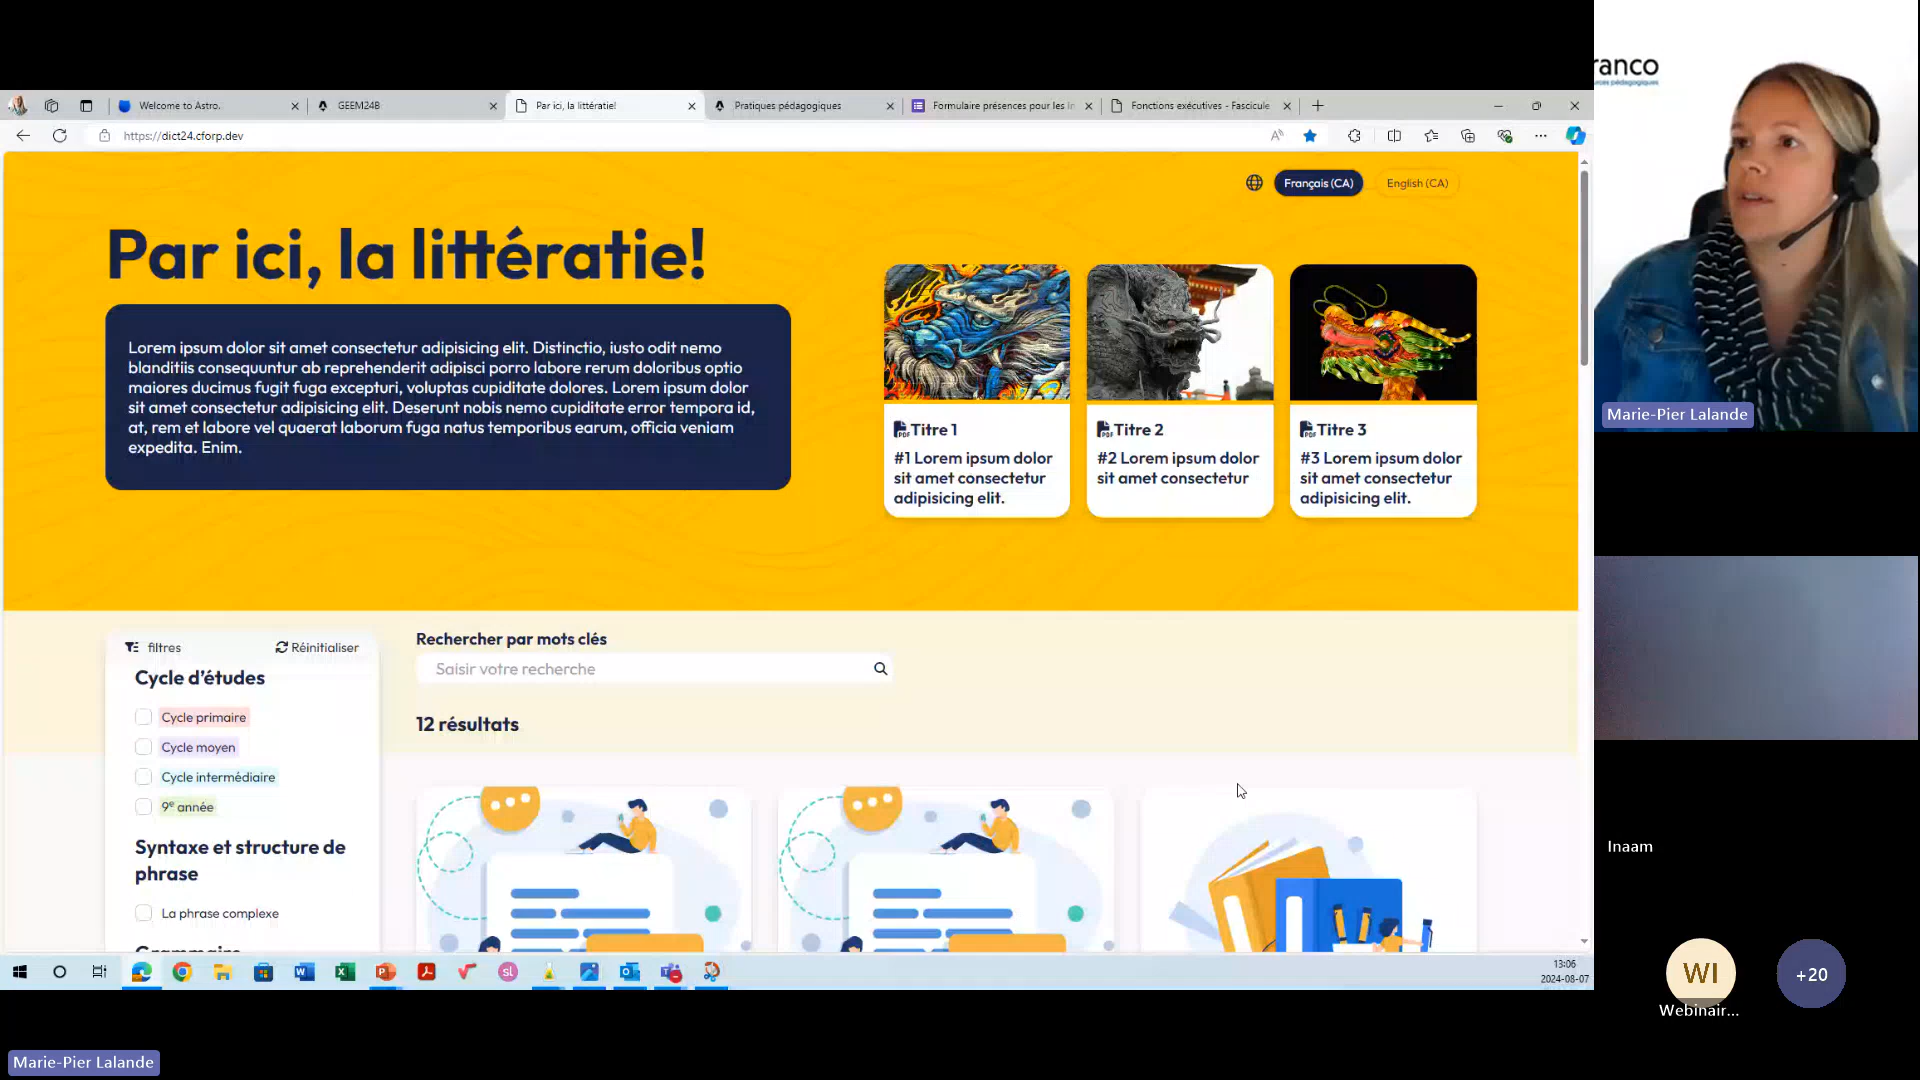 Welcome to Astro.
GEEM24B
Par ici, la littératie!
Pratiques pédagogiques
Formulaire présences pour les In
Fonctions exécutives - Fascicule
https://dict24.cforp.dev
Français (CA)
English (CA)
Par ici, la littératie!
Lorem ipsum dolor sit amet consectetur adipisicing elit. Distinctio, iusto odit nemo
blanditiis consequuntur ab reprehenderit adipisci porro labore rerum doloribus optio
maiores ducimus fugit fuga excepturi, voluptas cupiditate dolores. Lorem ipsum dolor
sit amet consectetur adipisicing elit. Deserunt nobis nemo cupiditate error tempora id,
at, rem et labore vel quaerat laborum fuga natus temporibus earum, officia veniam
expedita. Enim.
Titre 1
#1 Lorem ipsum dolor
sit amet consectetur
adipisicing elit.
Titre 2
#2 Lorem ipsum dolor
sit amet consectetur
Titre 3
#3 Lorem ipsum dolor
sit amet consectetur
adipisicing elit.
filtres
Réinitialiser
Cycle d'études
Cycle primaire
Cycle moyen
Cycle intermédiaire
9e année
Syntaxe et structure de
phrase
La phrase complexe
Grammaire
Rechercher par mots clés
Saisir votre recherche
12 résultats
13:06
2024-08-07
ranco
Marie-Pier Lalande
Inaam
WI
Webinair...
+20
Marie-Pier Lalande